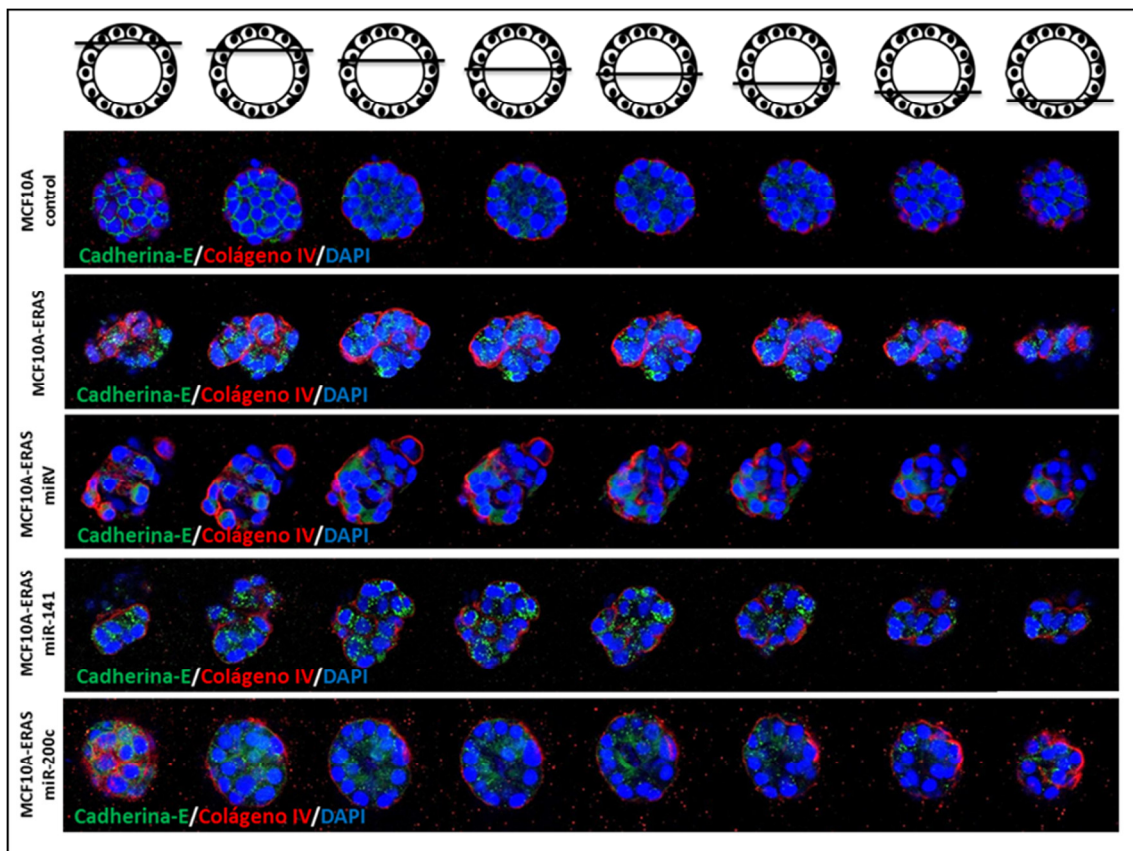 MCF10A
control
Cadherina-E/Colágeno IV/DAPI
MCF10A-ERAS
Cadherina-E/Colágeno IV/DAPI
MCF10A-ERAS
miRV
Cadherina-E/Colágeno IV/DAPI
MCF10A-ERAS
miR-141
Cadherina-E/Colágeno IV/DAPI
MCF10A-ERAS
miR-200c
Cadherina-E/Colágeno IV/DAPI